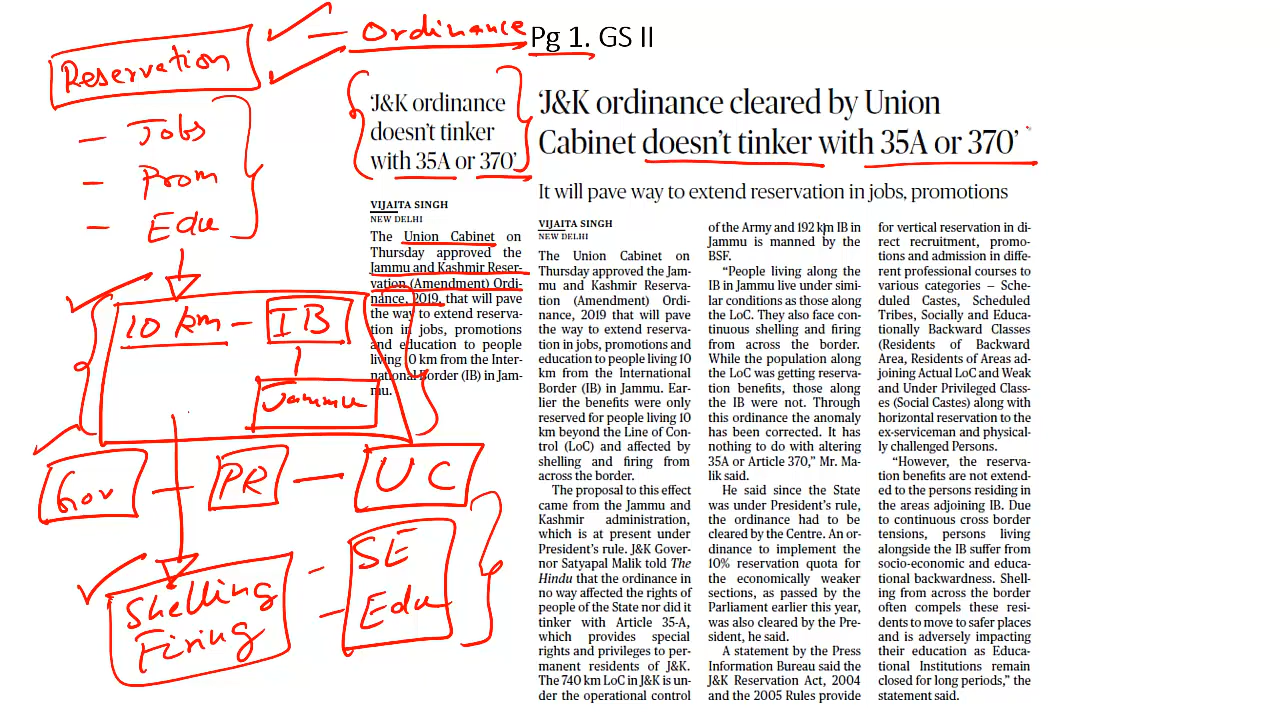 Reservation
Ordinance
- Jobs
- Prom
- Edu
10 km - IB
Jammu
Gov - PR - UC
Shelling
Firing
- SE
- Edu
Pg 1. GS II
‘J&K ordinance
doesn’t tinker
with 35A or 370’
VIJAITA SINGH
NEW DELHI
The Union Cabinet on
Thursday approved the
Jammu and Kashmir Reser-
vation (Amendment) Ordi-
nance, 2019, that will pave
the way to extend reserva-
tion in jobs, promotions
and education to people
living 10 km from the Inter-
national Border (IB) in Jam-
mu.
‘J&K ordinance cleared by Union
Cabinet doesn’t tinker with 35A or 370’
It will pave way to extend reservation in jobs, promotions
VIJAITA SINGH
NEW DELHI
The Union Cabinet on
Thursday approved the Jam-
mu and Kashmir Reservation
(Amendment) Ordi-
nance, 2019 that will pave
the way to extend reserva-
tion in jobs, promotions and
education to people living 10
km from the International
Border (IB) in Jammu. Ear-
lier the benefits were only
reserved for people living 10
km beyond the Line of Con-
trol (LoC) and affected by
shelling and firing from
across the border.
The proposal to this effect
came from the Jammu and
Kashmir administration,
which is at present under
President’s rule. J&K Gover-
nor Satyapal Malik told The
Hindu that the ordinance in
no way affected the rights of
people of the State nor did it
tinker with Article 35-A,
which provides special
rights and privileges to per-
manent residents of J&K.
The 740 km LoC in J&K is un-
der the operational control
of the Army and 192 km IB in
Jammu is manned by the
BSF.
“People living along the
IB in Jammu live under simi-
lar conditions as those along
the LoC. They also face con-
tinuous shelling and firing
from across the border.
While the population along
the LoC was getting reserva-
tion benefits, those along
the IB were not. Through
this ordinance the anomaly
has been corrected. It has
nothing to do with altering
35A or Article 370,” Mr. Ma-
lik said.
He said since the State
was under President’s rule,
the ordinance had to be
cleared by the Centre. An or-
dinance to implement the
10% reservation quota for
the economically weaker
sections, as passed by the
Parliament earlier this year,
was also cleared by the Pre-
sident, he said.
A statement by the Press
Information Bureau said the
J&K Reservation Act, 2004
and the 2005 Rules provide
for vertical reservation in di-
rect recruitment, promo-
tions and admission in diffe-
rent professional courses to
various categories – Sche-
duled Castes, Scheduled
Tribes, Socially and Educa-
tionally Backward Classes
(Residents of Backward
Area, Residents of Areas ad-
joining Actual LoC and Weak
and Under Privileged Class-
es (Social Castes) along with
horizontal reservation to the
ex-serviceman and physical-
ly challenged Persons.
“However, the reserva-
tion benefits are not extend-
ed to the persons residing in
the areas adjoining IB. Due
to continuous cross border
tensions, persons living
alongside the IB suffer from
socio-economic and educa-
tional backwardness. Shell-
ing from across the border
often compels these resi-
dents to move to safer places
and is adversely impacting
their education as Educa-
tional Institutions remain
closed for long periods,” the
statement said.